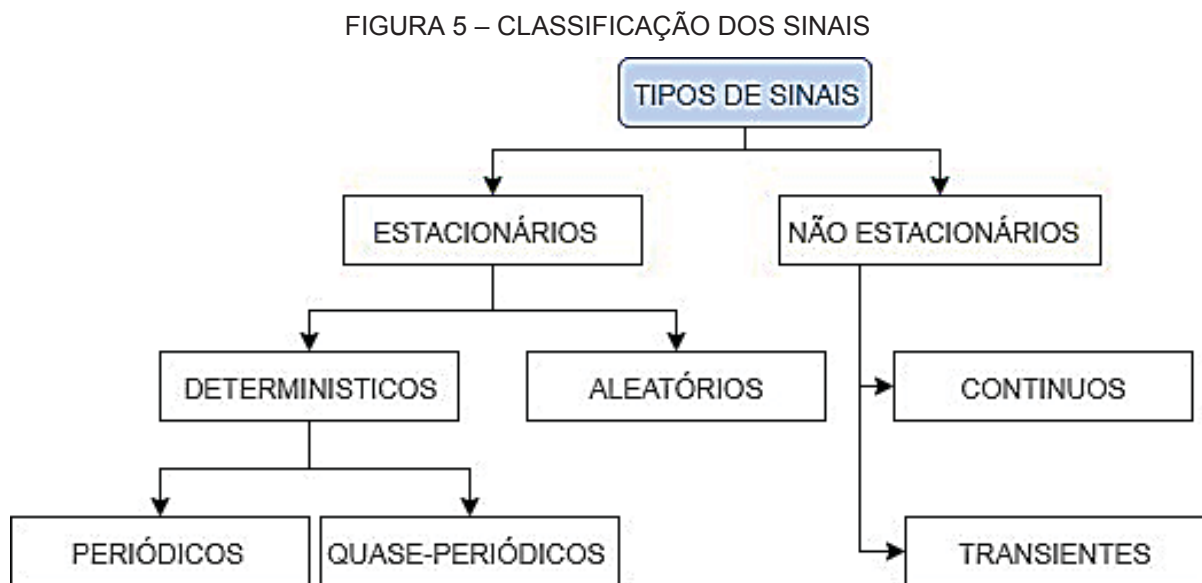 FIGURA 5 – CLASSIFICAÇÃO DOS SINAIS
TIPOS DE SINAIS
ESTACIONÁRIOS
NÃO ESTACIONÁRIOS
DETERMINISTICOS
ALEATÓRIOS
CONTINUOS
PERIÓDICOS
QUASE-PERIÓDICOS
TRANSIENTES